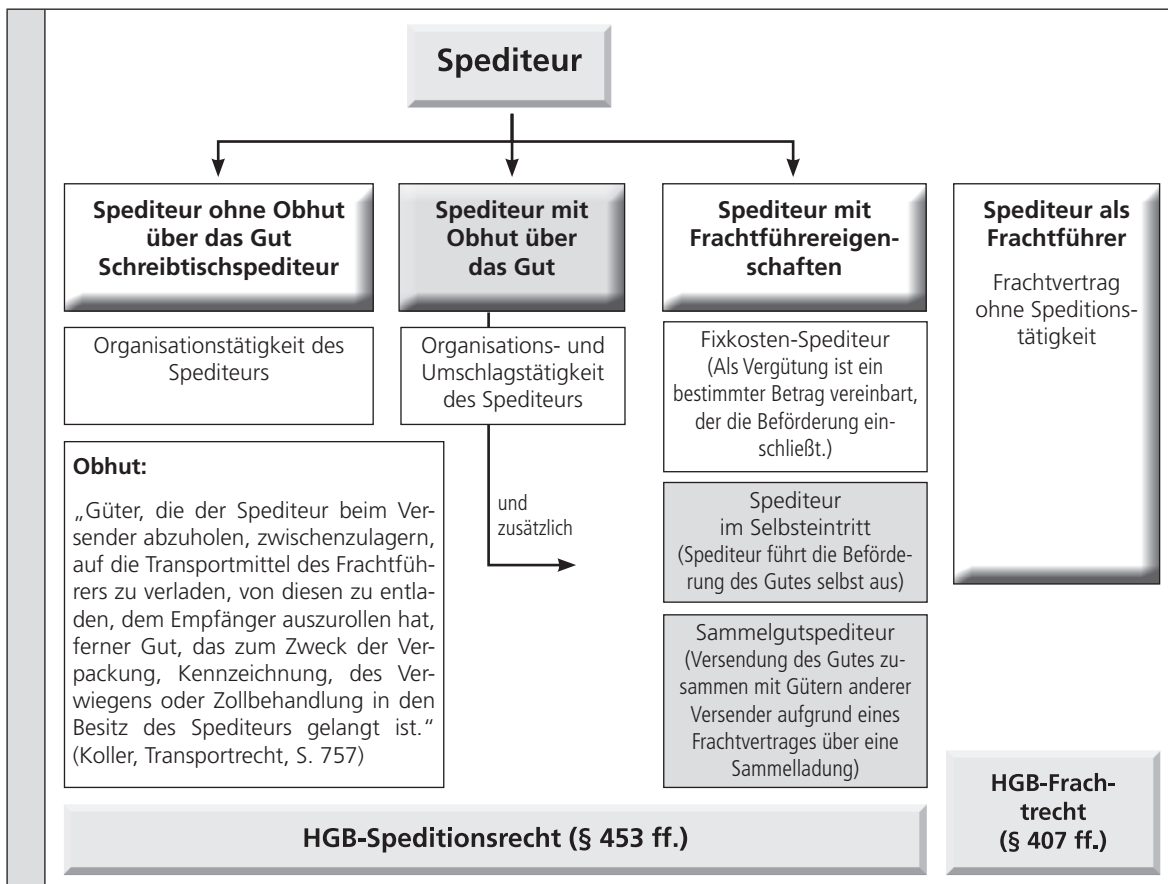 Spediteur
Spediteur ohne Obhut
über das Gut
Schreibtischspediteur
Organisationstätigkeit des
Spediteurs
Obhut:
„Güter, die der Spediteur beim Ver-
sender abzuholen, zwischenzulagern,
auf die Transportmittel des Frachtfüh-
rers zu verladen, von diesen zu entla-
den, dem Empfänger auszurollen hat,
ferner Gut, das zum Zweck der Ver-
packung, Kennzeichnung, des Ver-
wiegens oder Zollbehandlung in den
Besitz des Spediteurs gelangt ist.“
(Koller, Transportrecht, S. 757)
Spediteur mit
Obhut über
das Gut
Organisations- und
Umschlagstätigkeit
des Spediteurs
und
zusätzlich
Spediteur mit
Frachtführereigen-
schaften
Fixkosten-Spediteur
(Als Vergütung ist ein
bestimmter Betrag vereinbart,
der die Beförderung ein-
schließt.)
Spediteur
im Selbsteintritt
(Spediteur führt die Beförde-
rung des Gutes selbst aus)
Sammelgutspediteur
(Versendung des Gutes zu-
sammen mit Gütern anderer
Versender aufgrund eines
Frachtvertrages über eine
Sammelladung)
Spediteur als
Frachtführer
Frachtvertrag
ohne Speditions-
tätigkeit
HGB-Speditionsrecht (§ 453 ff.)
HGB-Frach-
trecht
(§ 407 ff.)